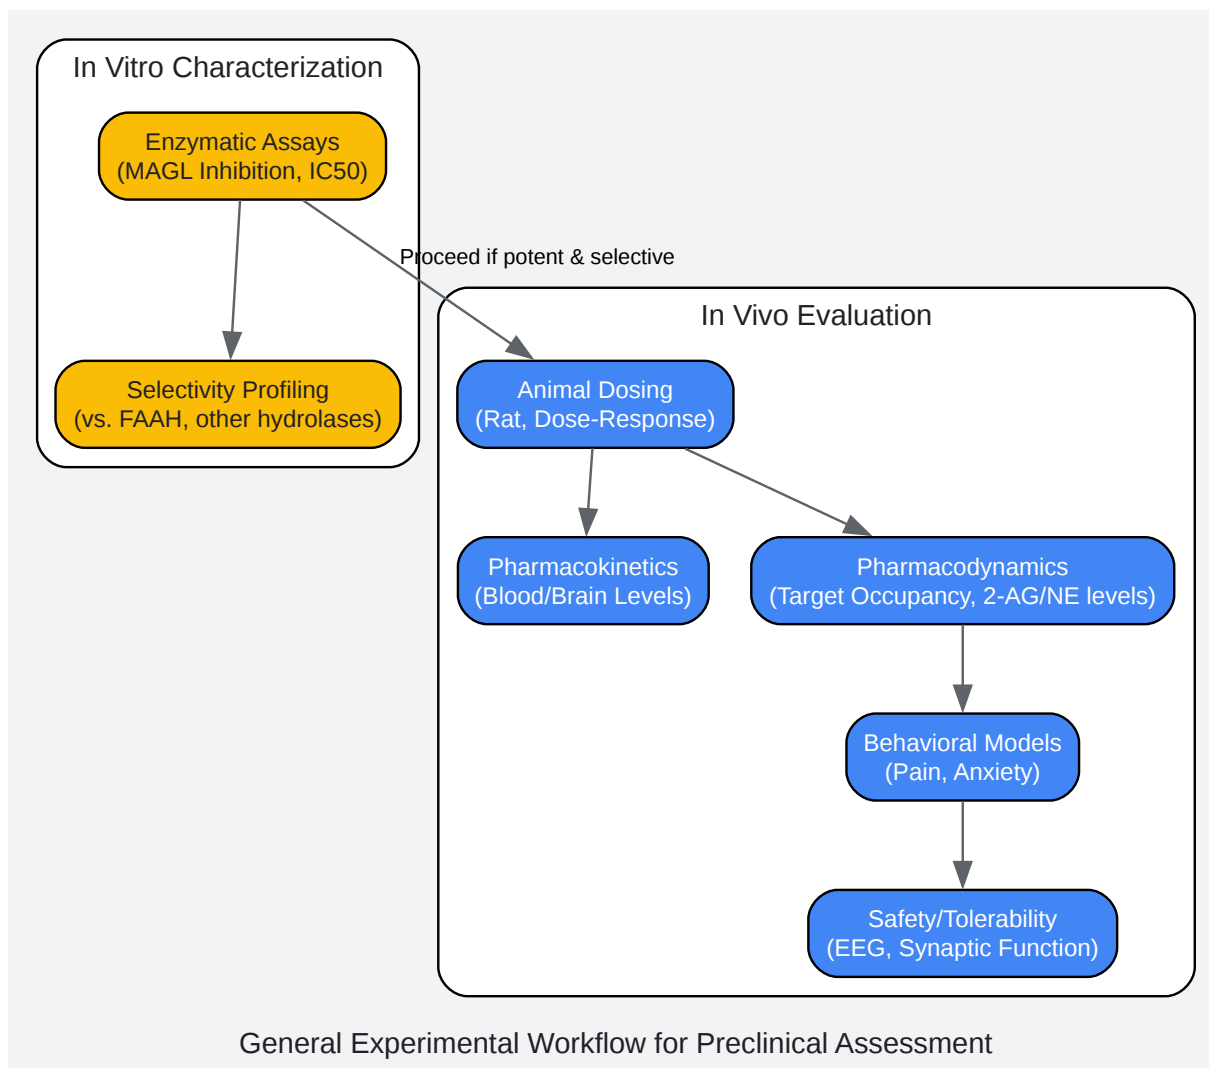 In Vitro Characterization
Enzymatic Assays
(MAGL Inhibition, IC50)
Proceed if potent & selective
Selectivity Profiling
(vs. FAAH, other hydrolases)
In Vivo Evaluation
Animal Dosing
(Rat, Dose-Response)
Pharmacokinetics
(Blood/Brain Levels)
Pharmacodynamics
(Target Occupancy, 2-AG/NE levels)
Behavioral Models
(Pain, Anxiety)
Safety/Tolerability
(EEG, Synaptic Function)
General Experimental Workflow for Preclinical Assessment